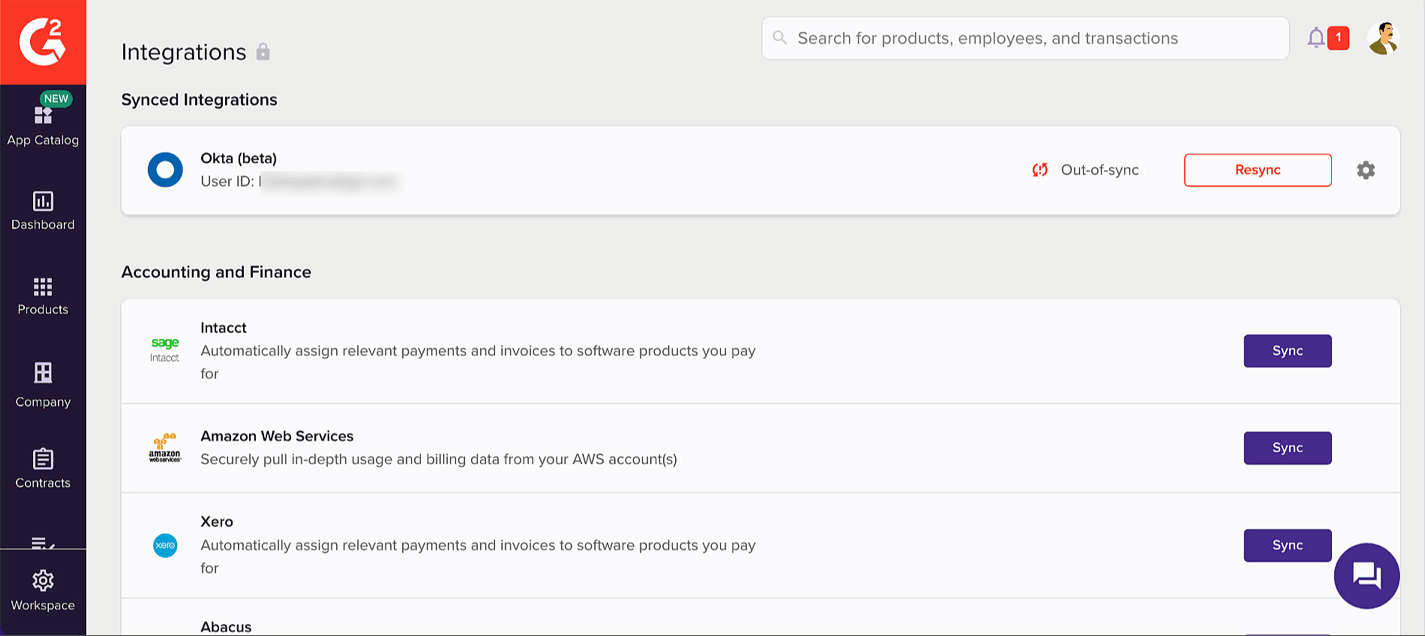 G2
NEW
App Catalog
Dashboard
Products
Company
Contracts
Workspace
Integrations
Search for products, employees, and transactions
1
Synced Integrations
Okta (beta)
User ID:
Out-of-sync
Resync
Accounting and Finance
sage
Intacct
Intacct
Automatically assign relevant payments and invoices to software products you pay
for
Sync
amazon
webservices
Amazon Web Services
Securely pull in-depth usage and billing data from your AWS account(s)
Sync
xero
Xero
Automatically assign relevant payments and invoices to software products you pay
for
Sync
Abacus